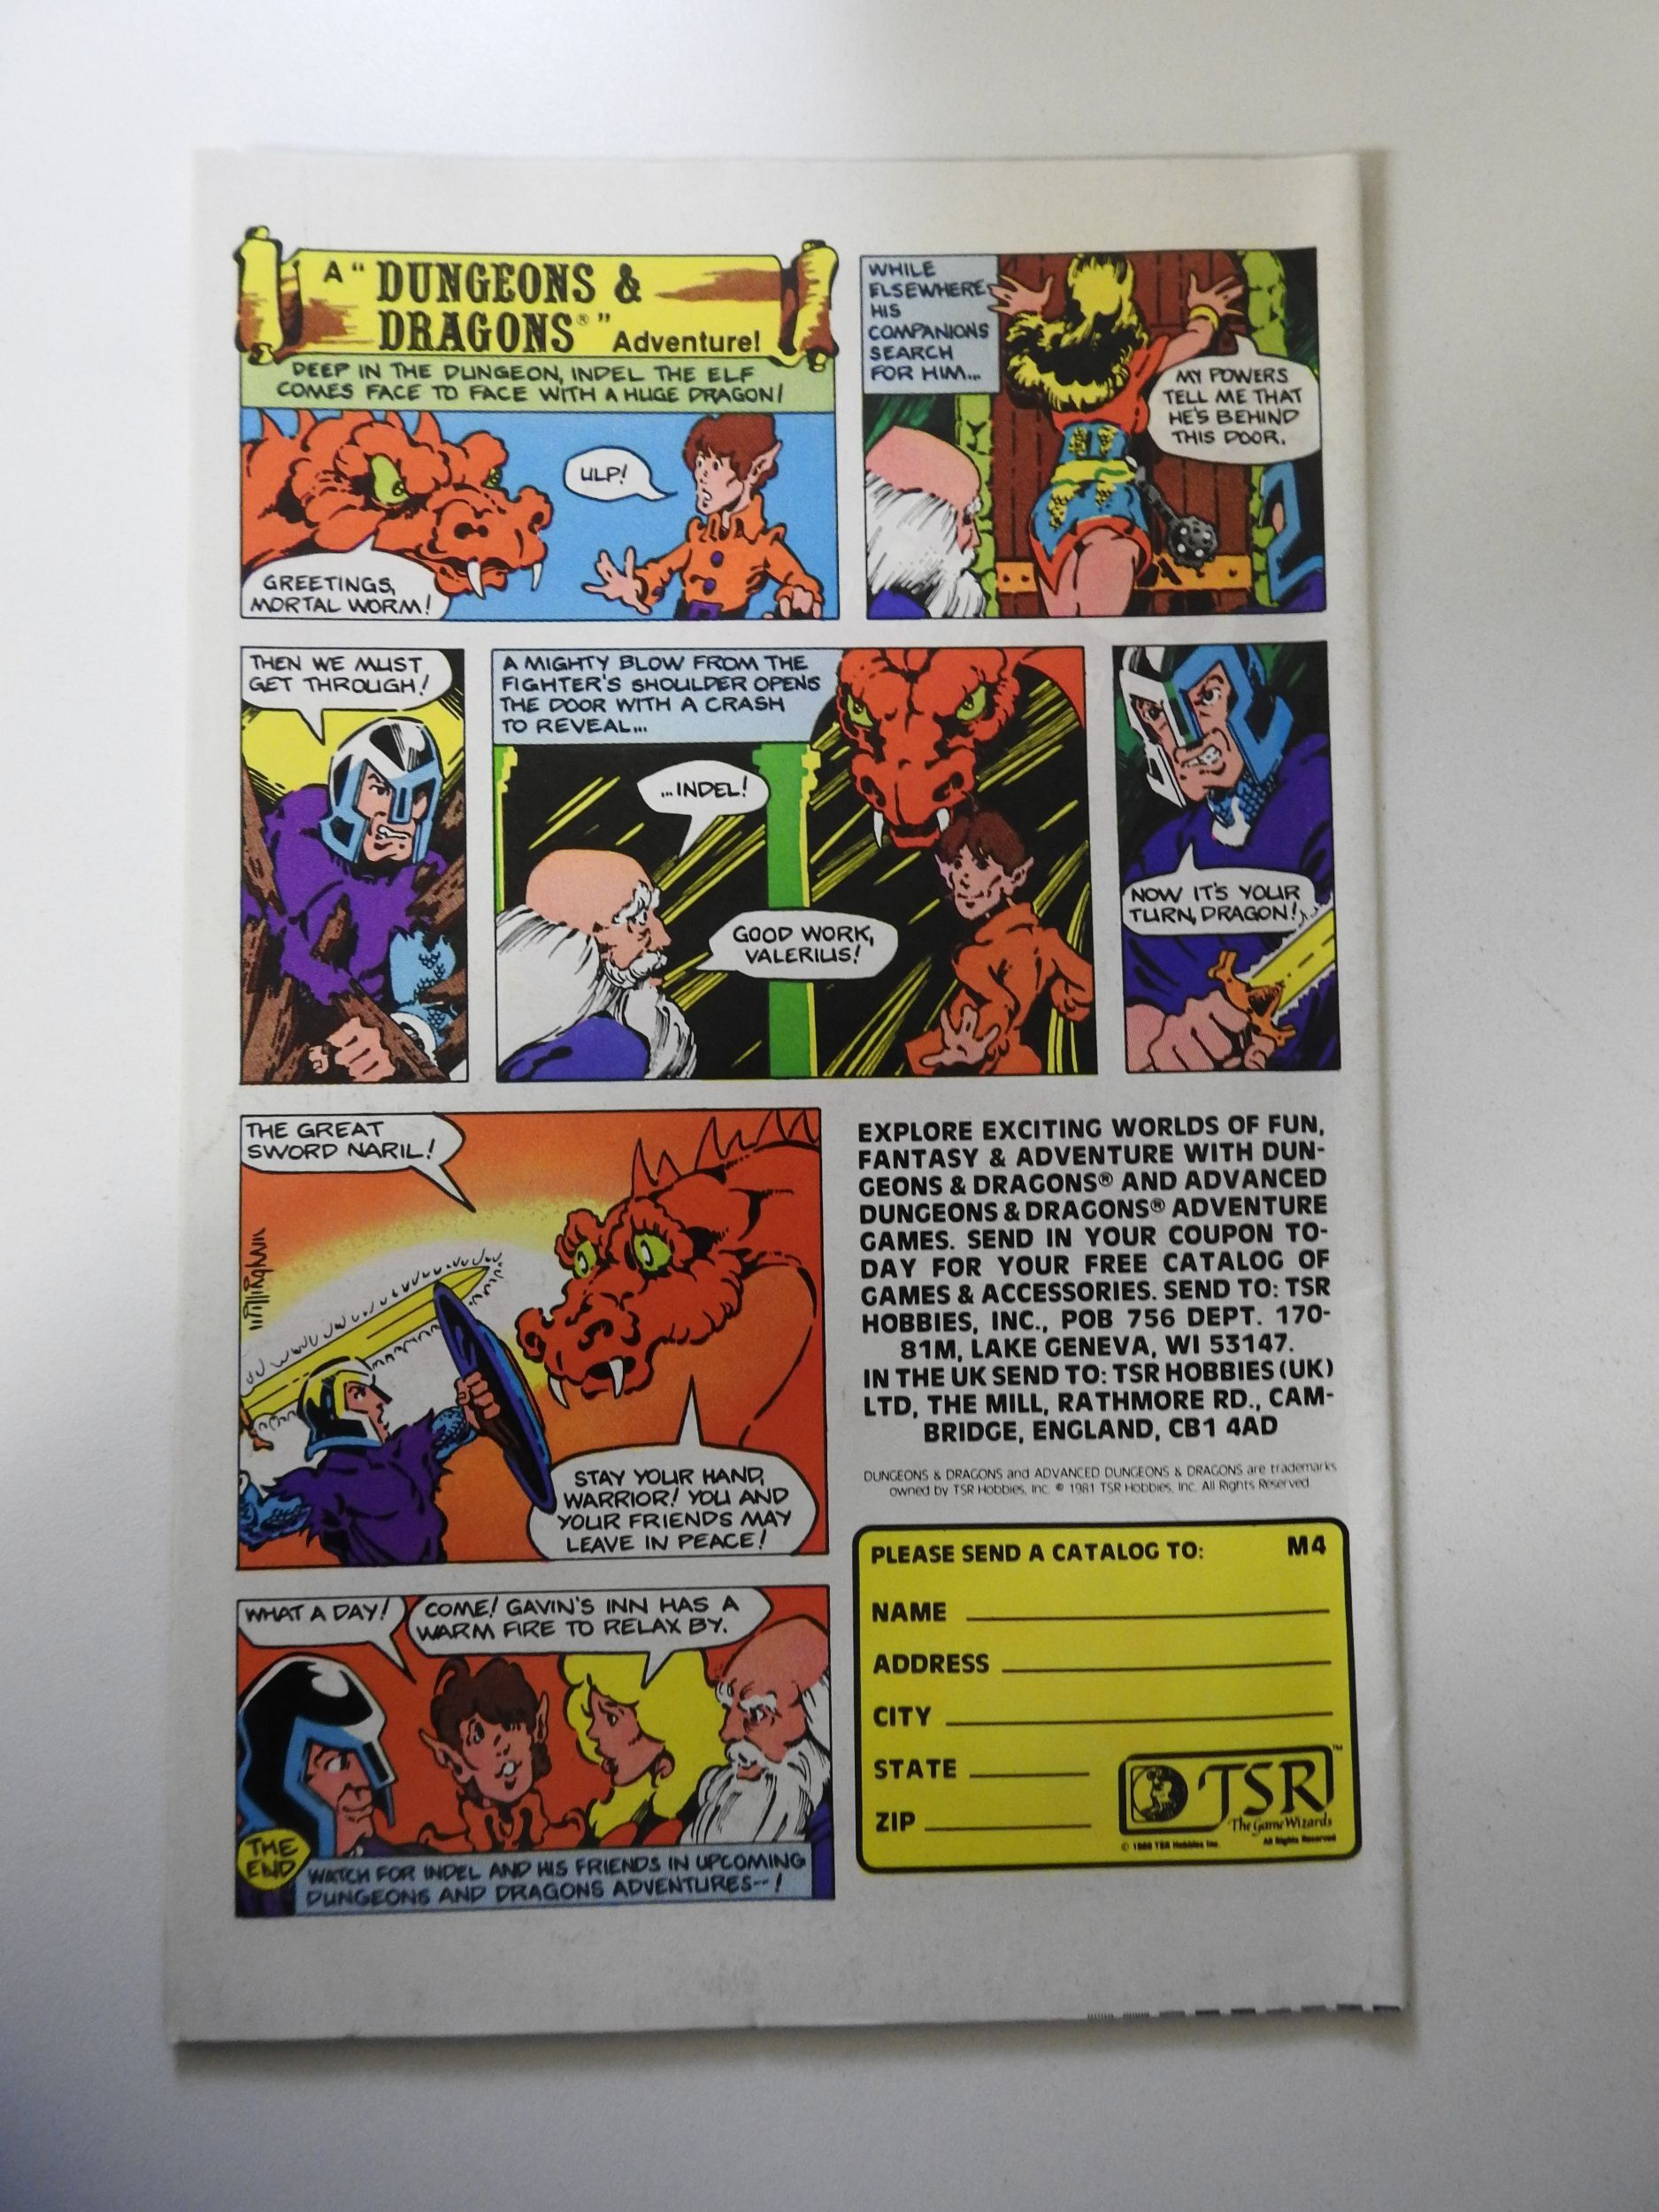 A "DUNGEONS &
DRAGONS®" Adventure!
DEEP IN THE DUNGEON, INDEL THE ELF
COMES FACE TO FACE WITH A HUGE DRAGON!
ULP!
GREETINGS,
MORTAL WORM!
WHILE
ELSEWHERE
HIS
COMPANIONS
SEARCH
FOR HIM...
MY POWERS
TELL ME THAT
HE'S BEHIND
THIS DOOR.
THEN WE MUST
GET THROUGH!
A MIGHTY BLOW FROM THE
FIGHTER'S SHOULDER OPENS
THE DOOR WITH A CRASH
TO REVEAL...
...INDEL!
GOOD WORK,
VALERIUS!
NOW IT'S YOUR
TURN, DRAGON!
THE GREAT
SWORD NARIL!
Willingham
STAY YOUR HAND,
WARRIOR! YOU AND
YOUR FRIENDS MAY
LEAVE IN PEACE!
WHAT A DAY!
COME! GAVIN'S INN HAS A
WARM FIRE TO RELAX BY.
THE
END
WATCH FOR INDEL AND HIS FRIENDS IN UPCOMING
DUNGEONS AND DRAGONS ADVENTURES--!
EXPLORE EXCITING WORLDS OF FUN,
FANTASY & ADVENTURE WITH DUN-
GEONS & DRAGONS® AND ADVANCED
DUNGEONS & DRAGONS® ADVENTURE
GAMES. SEND IN YOUR COUPON TO-
DAY FOR YOUR FREE CATALOG OF
GAMES & ACCESSORIES. SEND TO: TSR
HOBBIES, INC., POB 756 DEPT. 170-
81M, LAKE GENEVA, WI 53147.
IN THE UK SEND TO: TSR HOBBIES (UK)
LTD, THE MILL, RATHMORE RD., CAM-
BRIDGE, ENGLAND, CB1 4AD
DUNGEONS & DRAGONS and ADVANCED DUNGEONS & DRAGONS are trademarks
owned by TSR Hobbies, Inc. © 1981 TSR Hobbies, Inc. All Rights Reserved.
PLEASE SEND A CATALOG TO: M4
NAME
ADDRESS
CITY
STATE
ZIP
TSR™
The Game Wizards
© 1980 TSR Hobbies Inc. All Rights Reserved